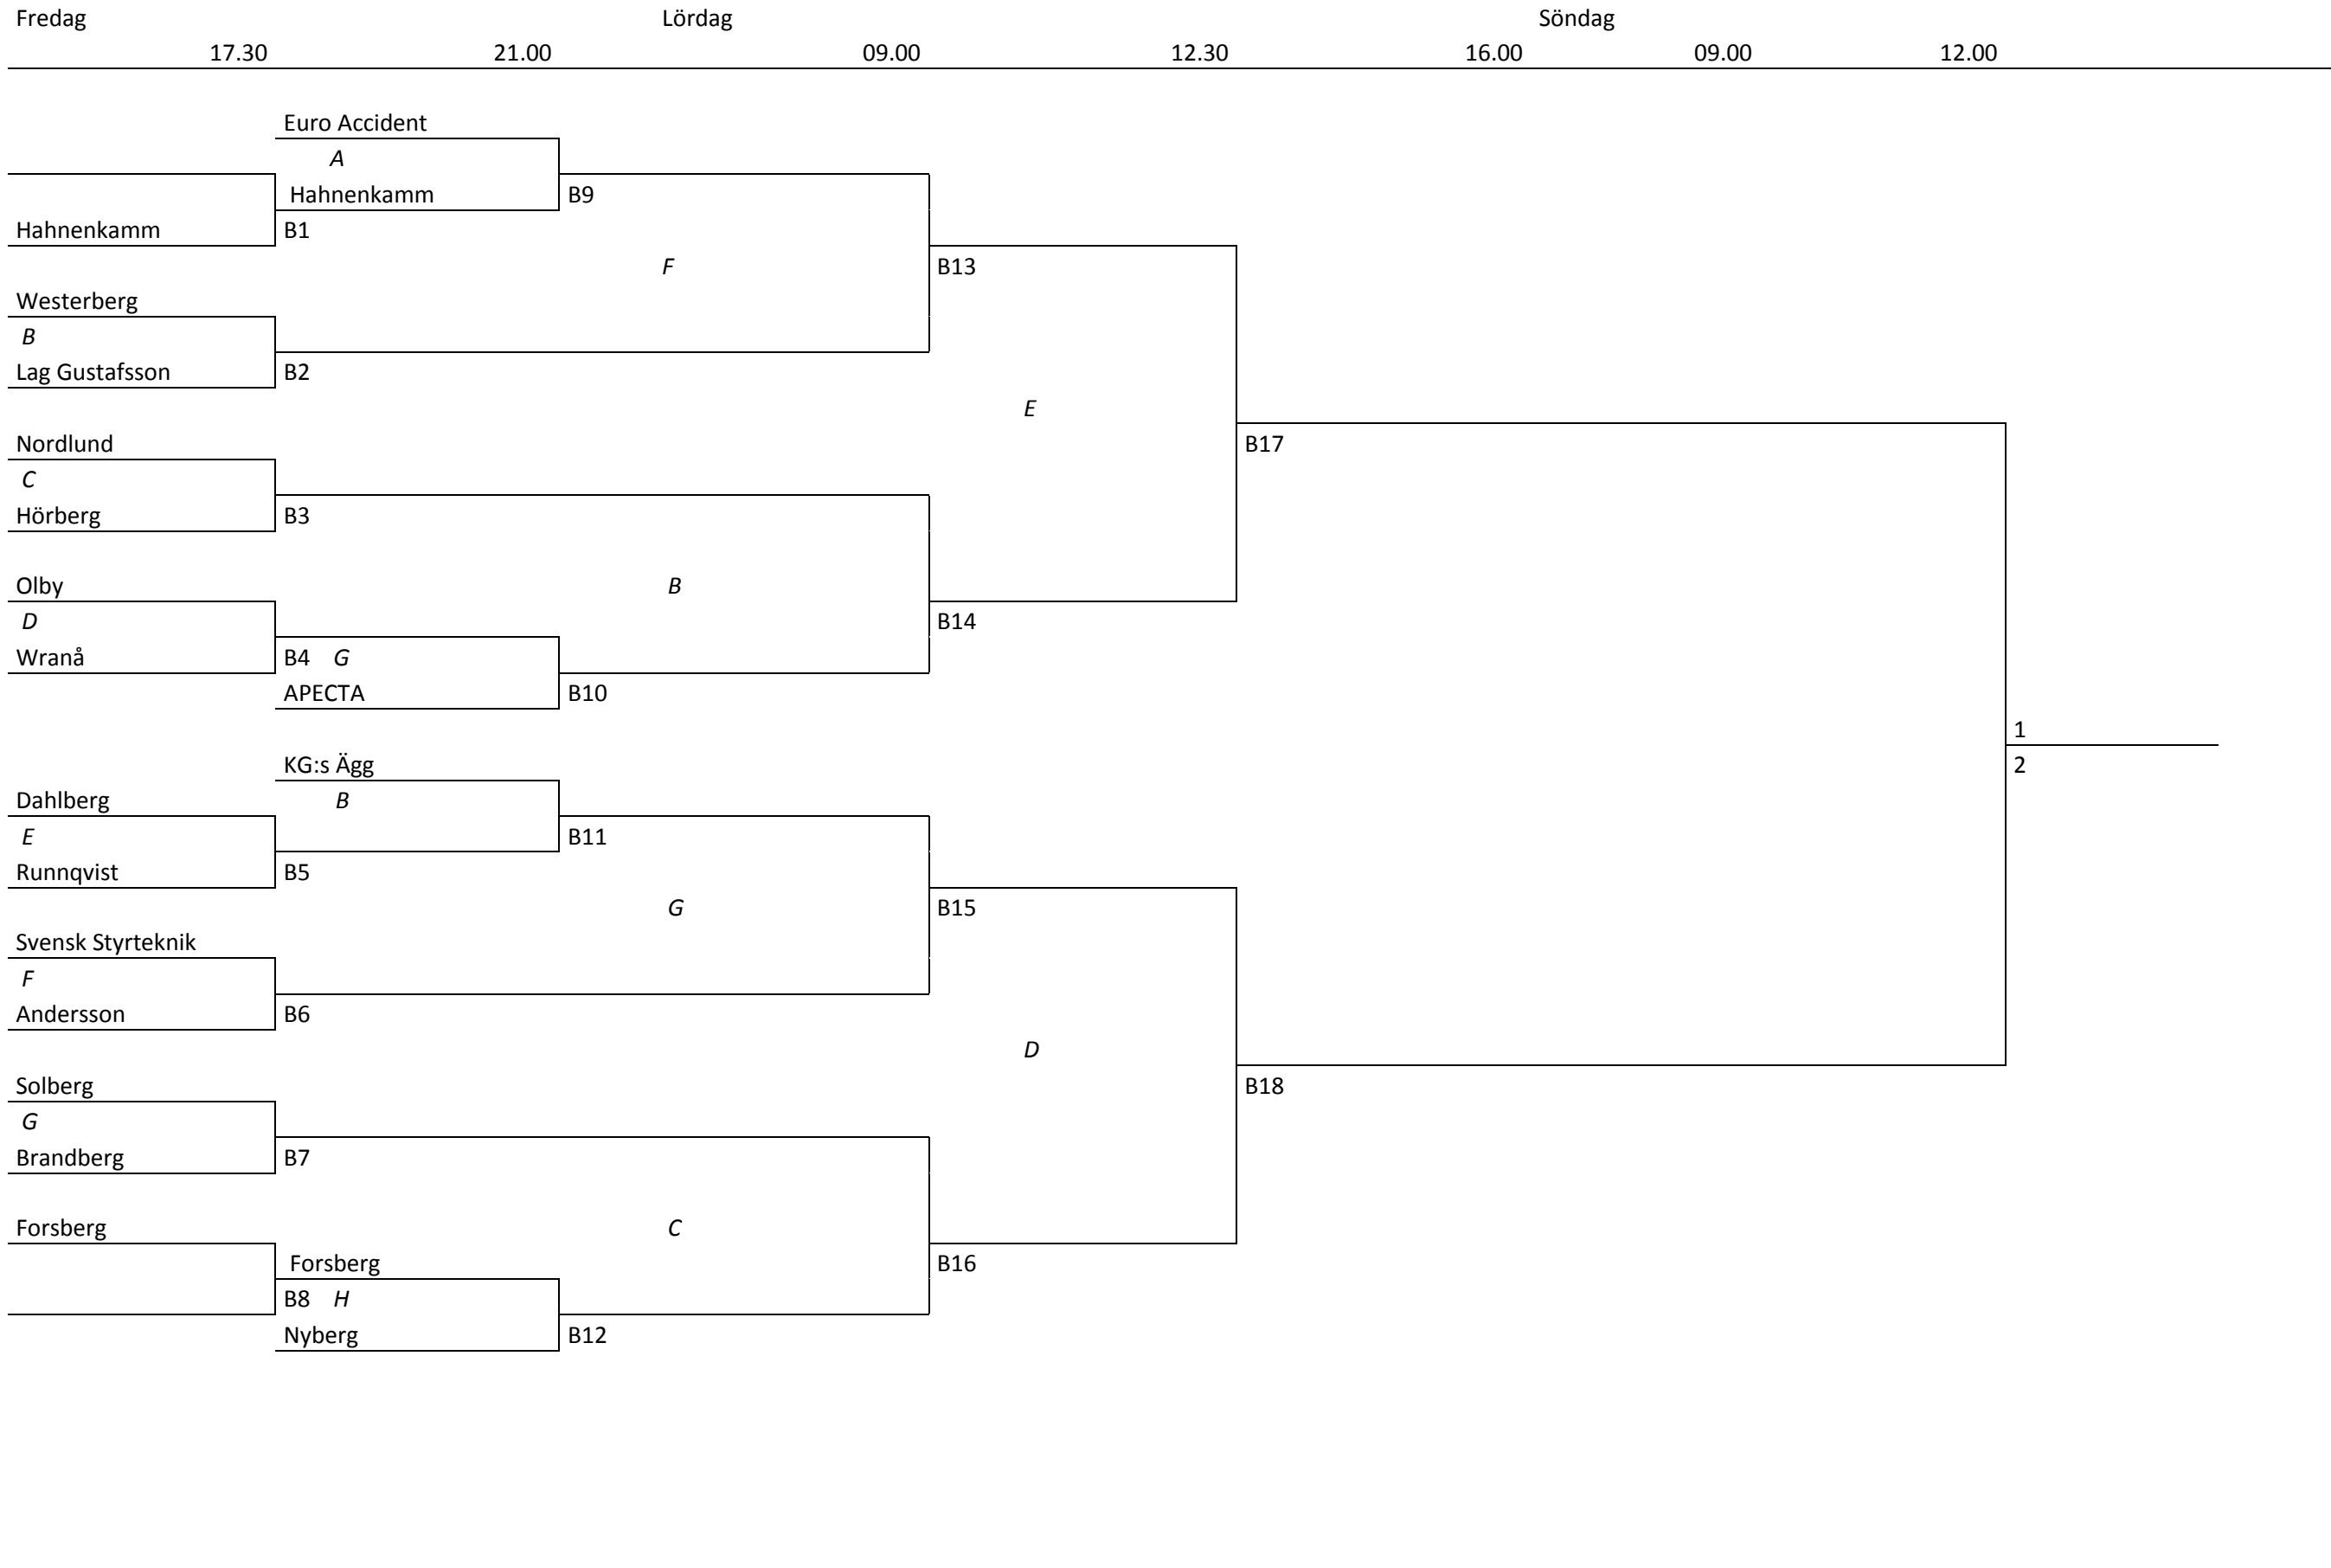 Fredag Lördag Söndag
17.30 21.00 09.00 12.30 16.00 09.00 12.00
Euro Accident
A
Hahnenkamm B9
Hahnenkamm B1
F B13
Westerberg
B
Lag Gustafsson B2
E
Nordlund B17
C
Hörberg B3
Olby B
D B14
Wranå B4 G
APECTA B10
1
KG:s Ägg 2
Dahlberg B
E B11
Runnqvist B5
G B15
Svensk Styrteknik
F
Andersson B6
D
Solberg B18
G
Brandberg B7
Forsberg C
Forsberg B16
B8 H
Nyberg B12